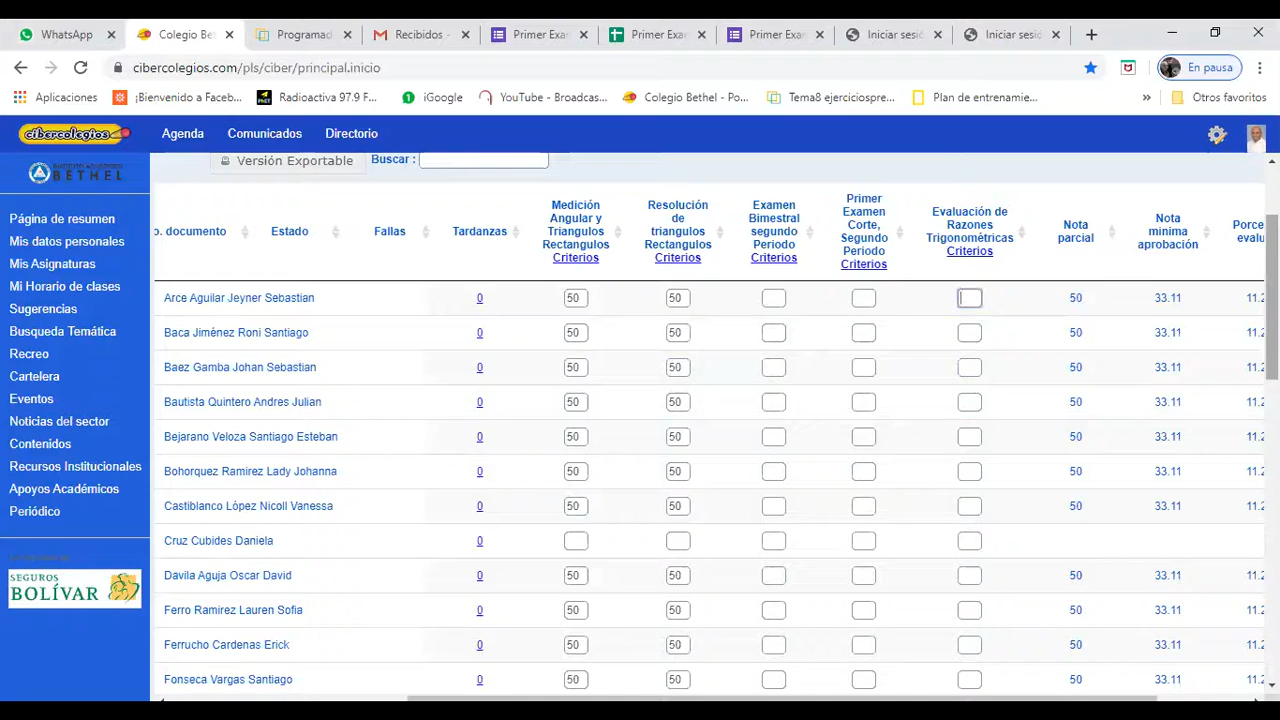 WhatsApp
Colegio Be
Programad
Recibidos -
Primer Exa
Primer Exa
Primer Exa
Iniciar sesi
Iniciar sesi
cibercolegios.com/pls/ciber/principal.inicio
En pausa
Aplicaciones
¡Bienvenido a Faceb...
Radioactiva 97.9 F...
iGoogle
YouTube - Broadcas...
Colegio Bethel - Po...
Tema6 ejerciciospre...
Plan de entrenamie...
»
Otros favoritos
cibercolegios
Agenda
Comunicados
Directorio
BETHEL
Versión Exportable
Buscar :
Página de resumen
Mis datos personales
Mis Asignaturas
Mi Horario de clases
Sugerencias
Busqueda Temática
Recreo
Cartelera
Eventos
Noticias del sector
Contenidos
Recursos Institucionales
Apoyos Académicos
Periódico
SEGUROS
BOLÍVAR
o. documento
Estado
Fallas
Tardanzas
Medición
Angular y
Triangulos
Rectangulos
Criterios
Resolución
de
triangulos
Rectangulos
Criterios
Examen
Bimestral
segundo
Periodo
Criterios
Primer
Examen
Corte,
Segundo
Periodo
Criterios
Evaluación de
Razones
Trigonométricas
Criterios
Nota
parcial
Nota
minima
aprobación
Porce
evalu
Arce Aguilar Jeyner Sebastian 0 50 50 50 33.11 11.2
Baca Jiménez Roni Santiago 0 50 50 50 33.11 11.2
Baez Gamba Johan Sebastian 0 50 50 50 33.11 11.2
Bautista Quintero Andres Julian 0 50 50 50 33.11 11.2
Bejarano Veloza Santiago Esteban 0 50 50 50 33.11 11.2
Bohorquez Ramirez Lady Johanna 0 50 50 50 33.11 11.2
Castiblanco López Nicoll Vanessa 0 50 50 50 33.11 11.2
Cruz Cubides Daniela 0
Davila Aguja Oscar David 0 50 50 50 33.11 11.2
Ferro Ramirez Lauren Sofia 0 50 50 50 33.11 11.2
Ferrucho Cardenas Erick 0 50 50 50 33.11 11.2
Fonseca Vargas Santiago 0 50 50 50 33.11 11.2